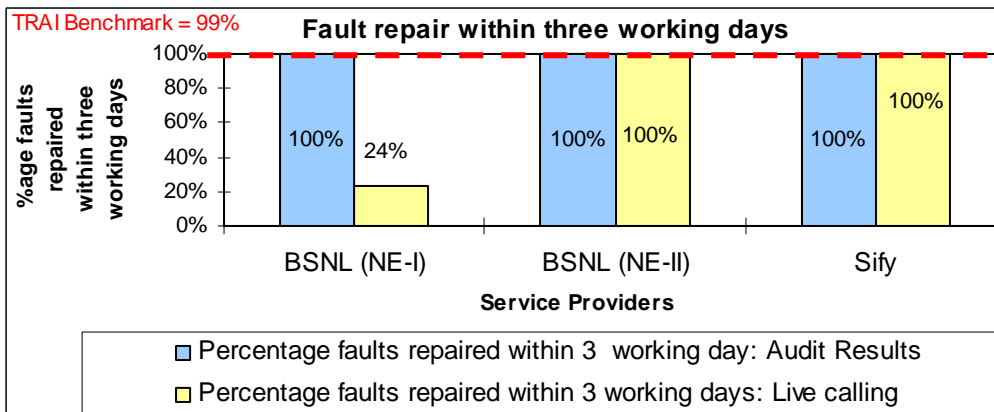 TRAI Benchmark = 99%
Fault repair within three working days
%age faults
repaired
within three
working days
100%
80%
60%
40%
20%
0%
100%
24%
100%
100%
100%
100%
BSNL (NE-I)
BSNL (NE-II)
Sify
Service Providers
Percentage faults repaired within 3 working day: Audit Results
Percentage faults repaired within 3 working days: Live calling